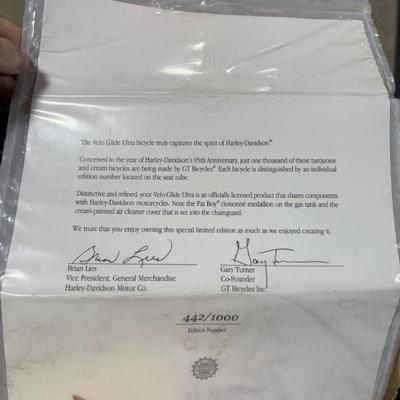 The Velo Glide Ultra bicycle truly captures the spirit of Harley-Davidson®
Conceived in the year of Harley-Davidson's 95th Anniversary, just one thousand of these turquoise
and cream bicycles are being made by GT Bicycles® Each bicycle is distinguished by an individual
edition number located on the seat tube.
Distinctive and refined, your Velo Glide Ultra is an officially licensed product that shares components
with Harley-Davidson motorcycles. Note the Fat Boy® cloisonné medallion on the gas tank and the
cream-painted air cleaner cover that is set into the chainguard.
We trust that you enjoy owning this special limited edition as much as we enjoyed creating it.
Brian Lies Gary Turner
Brian Lies Gary Turner
Vice President, General Merchandise Co-Founder
Harley-Davidson Motor Co. GT Bicycles Inc.
442/1000
Edition Number